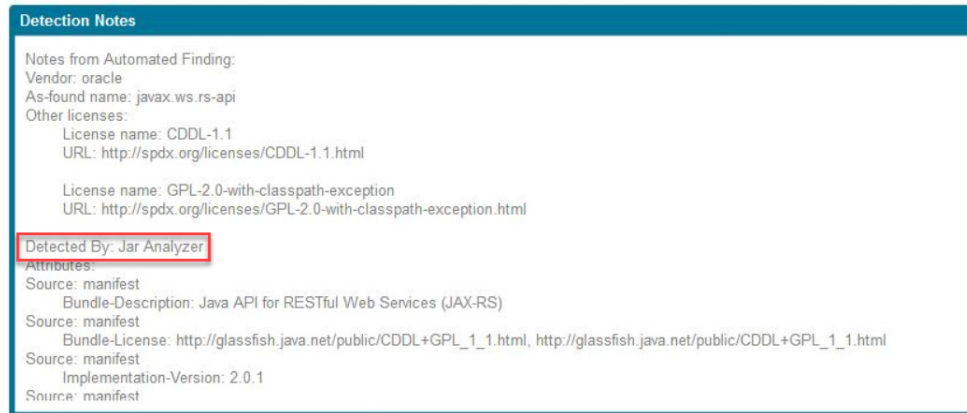 Detection Notes
Notes from Automated Finding:
Vendor: oracle
As-found name: javax.ws.rs-api
Other licenses:
License name: CDDL-1.1
URL: http://spdx.org/licenses/CDDL-1.1.html
License name: GPL-2.0-with-classpath-exception
URL: http://spdx.org/licenses/GPL-2.0-with-classpath-exception.html
Detected By: Jar Analyzer
Attributes:
Source: manifest
Bundle-Description: Java API for RESTful Web Services (JAX-RS)
Source: manifest
Bundle-License: http://glassfish.java.net/public/CDDL+GPL_1_1.html, http://glassfish.java.net/public/CDDL+GPL_1_1.html
Source: manifest
Implementation-Version: 2.0.1
Source: manifest